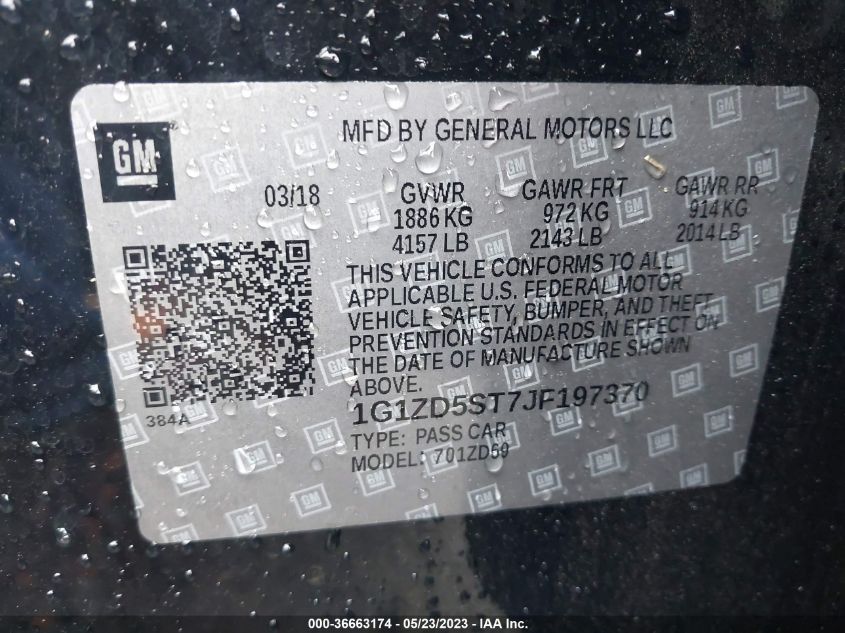 GM
MFD BY GENERAL MOTORS LLC
03/18
GVWR GAWR FRT GAWR RR
1886 KG 972 KG 914 KG
4157 LB 2143 LB 2014 LB
THIS VEHICLE CONFORMS TO ALL
APPLICABLE U.S. FEDERAL MOTOR
VEHICLE SAFETY, BUMPER, AND THEFT
PREVENTION STANDARDS IN EFFECT ON
THE DATE OF MANUFACTURE SHOWN
ABOVE.
384A
1G1ZD5ST7JF197370
TYPE: PASS CAR
MODEL: 701ZD69
000-36663174 - 05/23/2023 - IAA Inc.